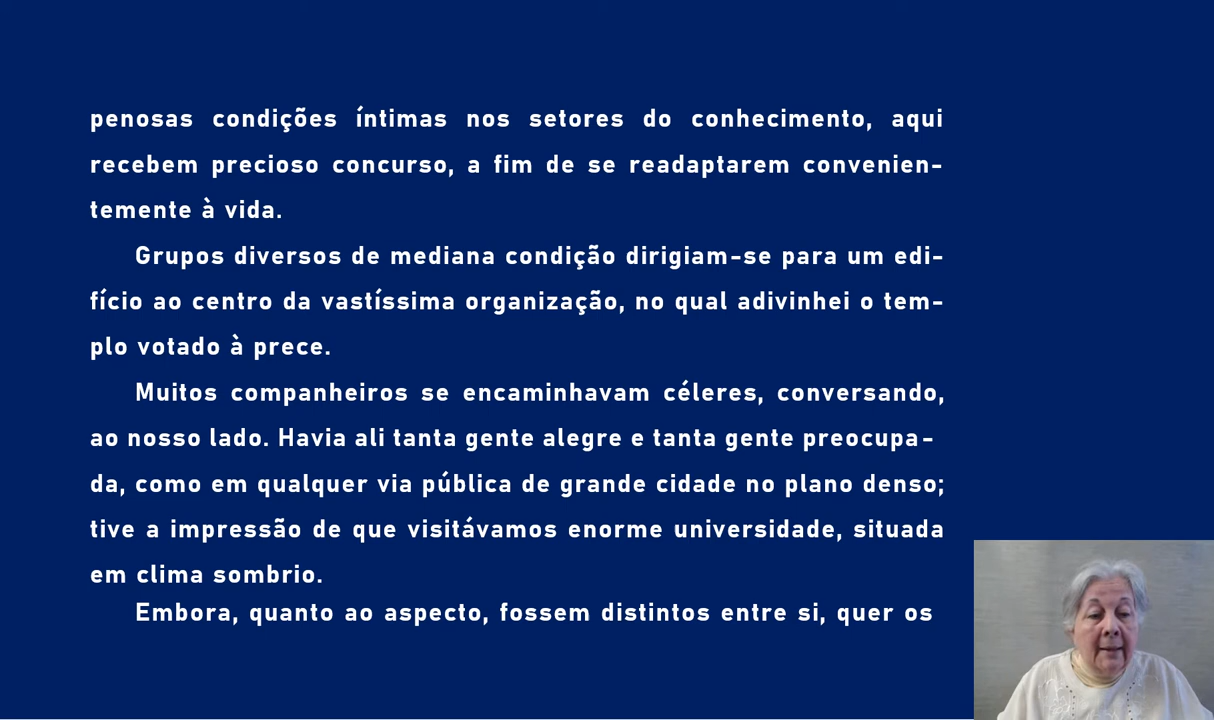 penosas condições íntimas nos setores do conhecimento, aqui
recebem precioso concurso, a fim de se readaptarem convenien-
temente à vida.
Grupos diversos de mediana condição dirigiam-se para um edi-
fício ao centro da vastíssima organização, no qual adivinhei o tem-
plo votado à prece.
Muitos companheiros se encaminhavam céleres, conversando,
ao nosso lado. Havia ali tanta gente alegre e tanta gente preocupa-
da, como em qualquer via pública de grande cidade no plano denso;
tive a impressão de que visitávamos enorme universidade, situada
em clima sombrio.
Embora, quanto ao aspecto, fossem distintos entre si, quer os